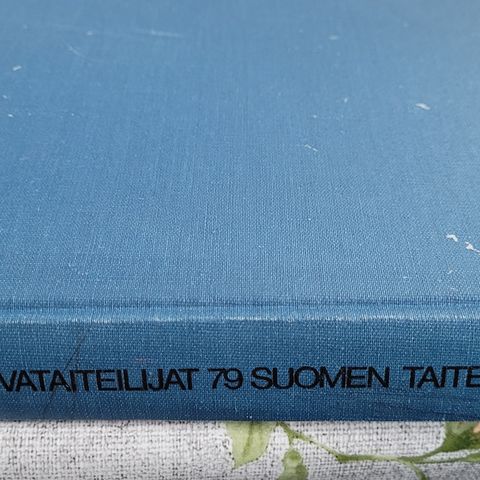 VATAITEILIJAT 79 SUOMEN TAITE